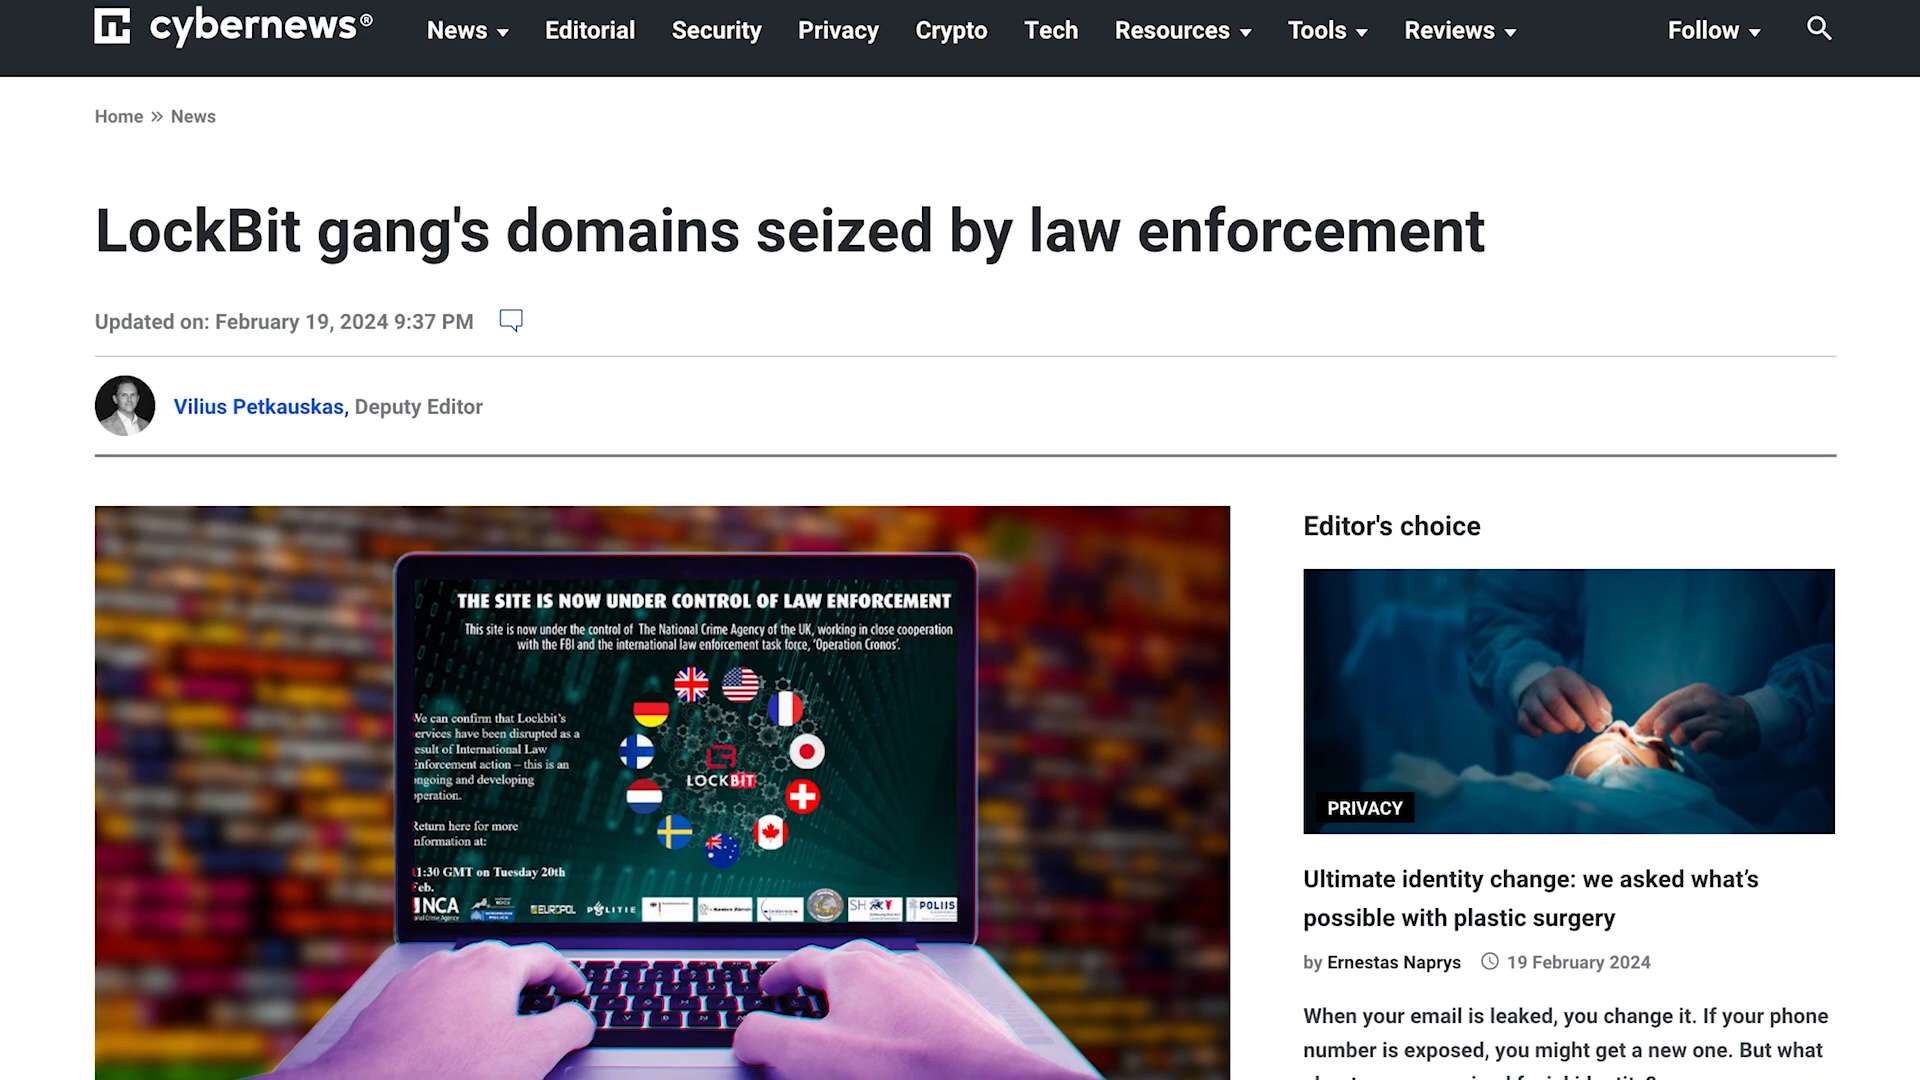 cybernews®
News
Editorial
Security
Privacy
Crypto
Tech
Resources
Tools
Reviews
Follow
Home » News
LockBit gang's domains seized by law enforcement
Updated on: February 19, 2024 9:37 PM
Vilius Petkauskas, Deputy Editor
THE SITE IS NOW UNDER CONTROL OF LAW ENFORCEMENT
This site is now under the control of The National Crime Agency of the UK, working in close cooperation
with the FBI and the international law enforcement task force, 'Operation Cronos'.
We can confirm that Lockbit's
ervices have been disrupted as a
esult of International Law
Enforcement action – this is an
ongoing and developing
operation.
Return here for more
nformation at:
11:30 GMT on Tuesday 20th
Feb.
LOCKBIT
NCA
EUROPOL
POLITIE
SH
POLIIS
Editor's choice
PRIVACY
Ultimate identity change: we asked what's
possible with plastic surgery
by Ernestas Naprys
19 February 2024
When your email is leaked, you change it. If your phone
number is exposed, you might get a new one. But what